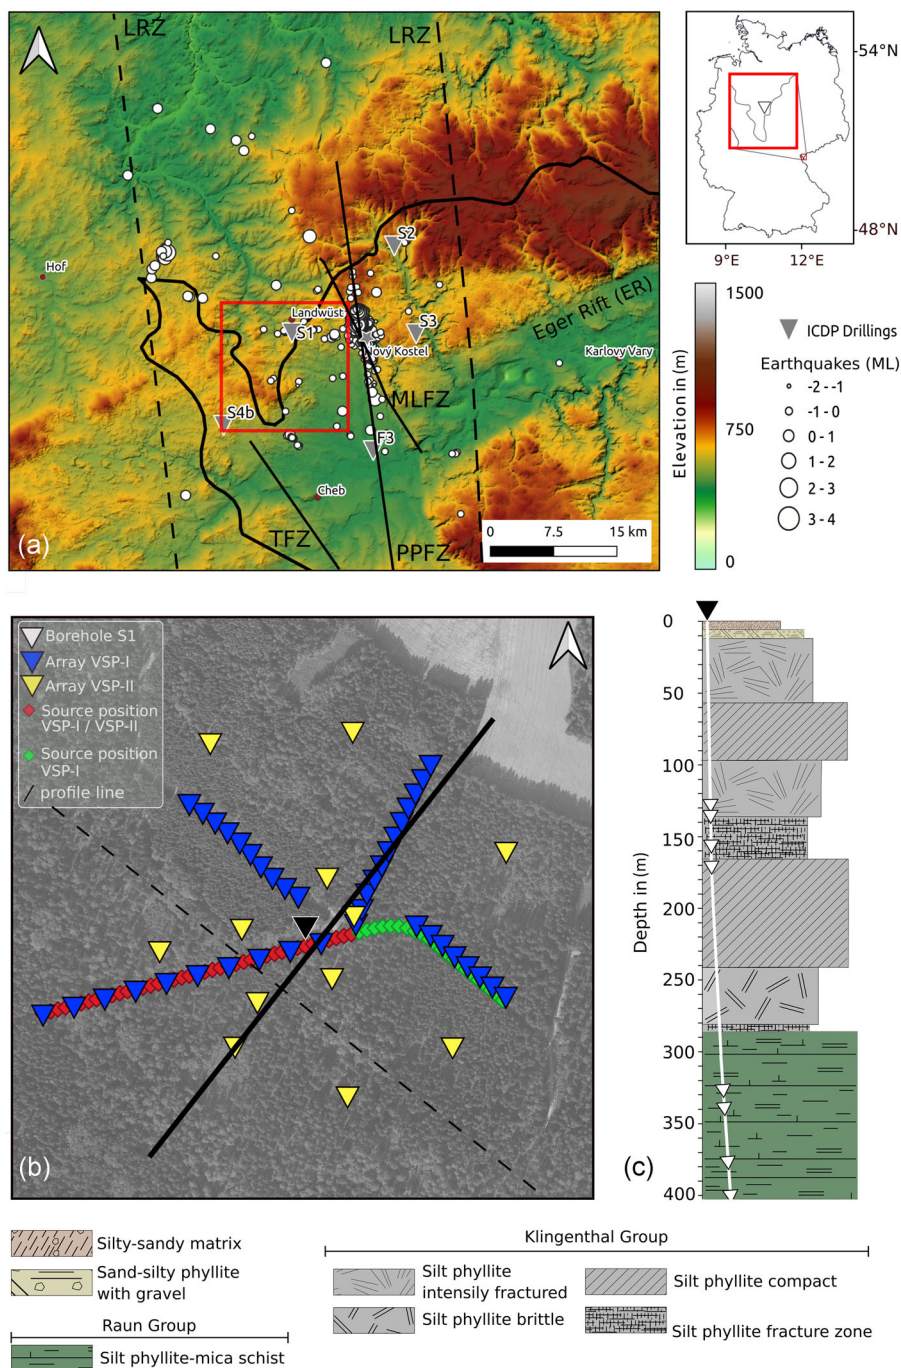 LRZ
LRZ
54°N
Hof
S2
48°N
9°E
12°E
Landwüst
S1
S3
Eger Rift (ER)
Nový Kostel
Karlovy Vary
MLFZ
S4b
F3
Cheb
TFZ
PPFZ
(a)
0
7.5
15 km
1500
750
0
Elevation in (m)
ICDP Drillings
Earthquakes (ML)
-2 - -1
-1 - 0
0 - 1
1 - 2
2 - 3
3 - 4
Borehole S1
Array VSP-I
Array VSP-II
Source position
VSP-I / VSP-II
Source position
VSP-I
profile line
(b)
0
50
100
150
200
250
300
350
400
Depth in (m)
(c)
Silty-sandy matrix
Sand-silty phyllite
with gravel
Raun Group
Silt phyllite-mica schist
Klingenthal Group
Silt phyllite
intensily fractured
Silt phyllite brittle
Silt phyllite compact
Silt phyllite fracture zone